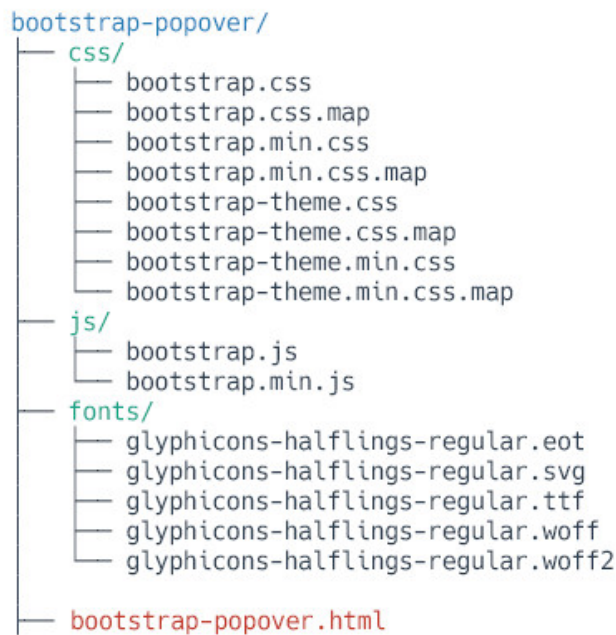 bootstrap-popover/
css/
bootstrap.css
bootstrap.css.map
bootstrap.min.css
bootstrap.min.css.map
bootstrap-theme.css
bootstrap-theme.css.map
bootstrap-theme.min.css
bootstrap-theme.min.css.map
js/
bootstrap.js
bootstrap.min.js
fonts/
glyphicons-halflings-regular.eot
glyphicons-halflings-regular.svg
glyphicons-halflings-regular.ttf
glyphicons-halflings-regular.woff
glyphicons-halflings-regular.woff2
bootstrap-popover.html